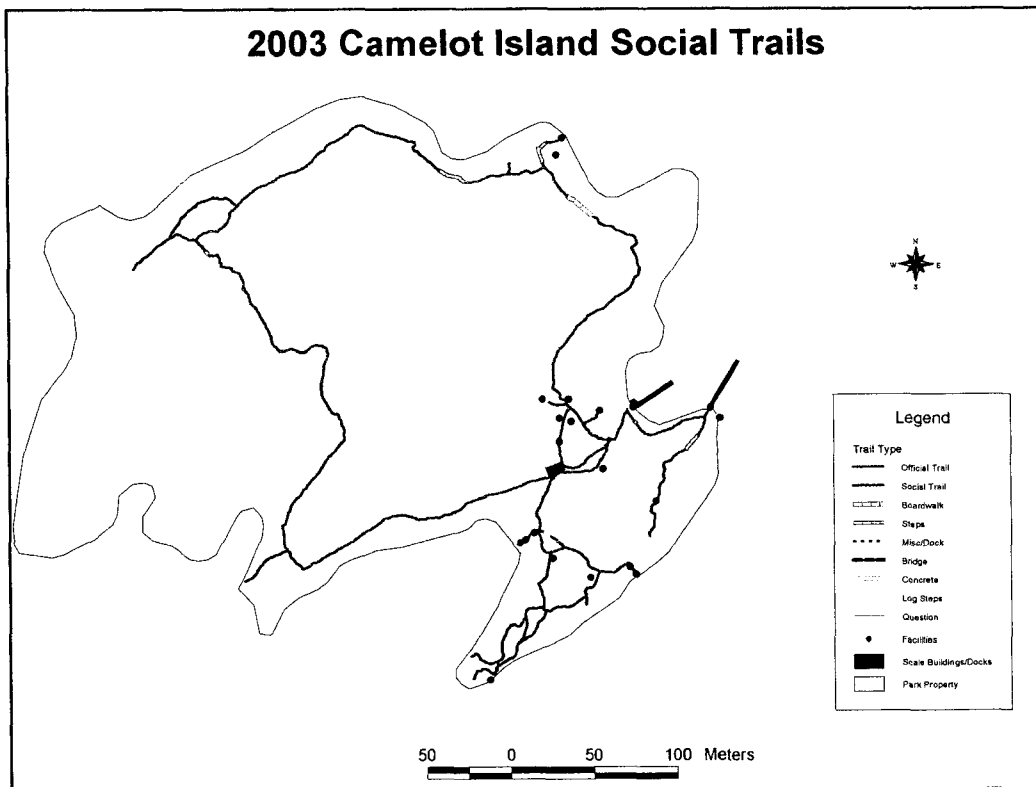 2003 Camelot Island Social Trails
N
W E
S
Legend
Trail Type
Official Trail
Social Trail
Boardwalk
Steps
Misc/Dock
Bridge
Concrete
Log Steps
Question
Facilities
Scale Buildings/Docks
Park Property
50 0 50 100 Meters